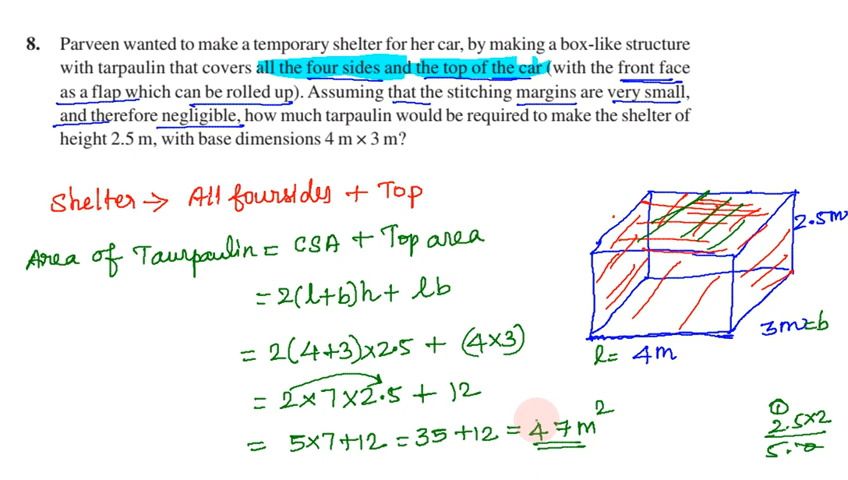 8. Parveen wanted to make a temporary shelter for her car, by making a box-like structure
with tarpaulin that covers all the four sides and the top of the car (with the front face
as a flap which can be rolled up). Assuming that the stitching margins are very small,
and therefore negligible, how much tarpaulin would be required to make the shelter of
height 2.5 m, with base dimensions 4 m × 3 m?
Shelter → All foursides + Top
Area of Taurpaulin = CSA + Top area
= 2(l+b)h + lb
= 2(4+3)×2.5 + (4×3)
= 2×7×2.5 + 12
= 5×7+12 = 35+12 = 47m²
2.5m
3m=b
l= 4m
①
2.5×2
5.0